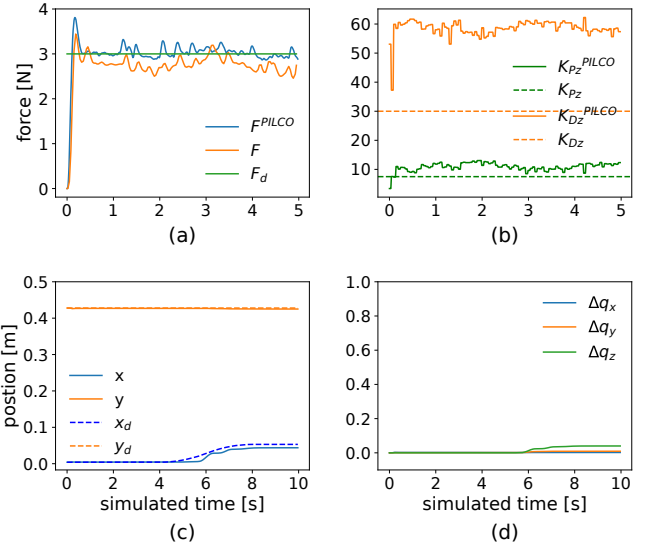 4
3
2
1
0
force [N]
F^PILCO
F
F_d
0 1 2 3 4 5
(a)
60
50
40
30
20
10
K_Pz^PILCO
K_Pz
K_Dz^PILCO
K_Dz
0 1 2 3 4 5
(b)
0.5
0.4
0.3
0.2
0.1
0.0
postion [m]
x
y
x_d
y_d
0 2 4 6 8 10
simulated time [s]
(c)
1.0
0.8
0.6
0.4
0.2
0.0
Δq_x
Δq_y
Δq_z
0 2 4 6 8 10
simulated time [s]
(d)